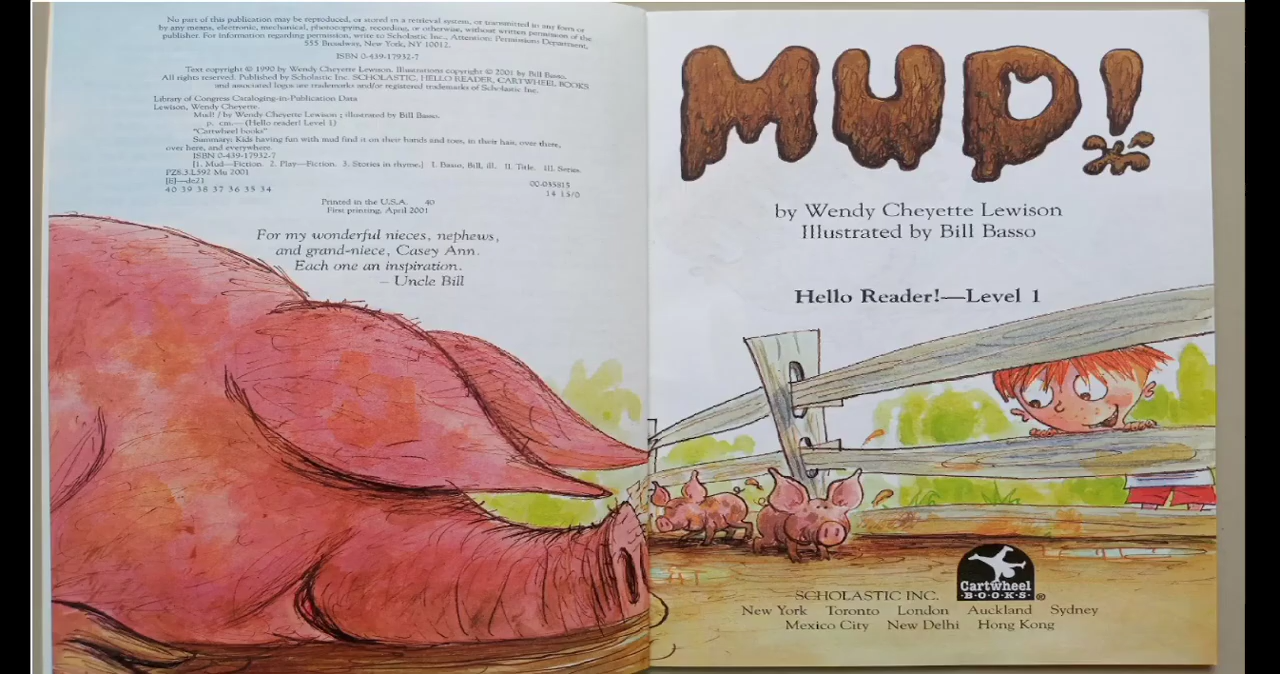 No part of this publication may be reproduced, or stored in a retrieval system, or transmitted in any form or
by any means, electronic, mechanical, photocopying, recording, or otherwise, without written permission of the
publisher. For information regarding permission, write to Scholastic Inc., Attention: Permissions Department,
555 Broadway, New York, NY 10012.
ISBN 0-439-17932-7
Text copyright © 1990 by Wendy Cheyette Lewison. Illustrations copyright © 2001 by Bill Basso.
All rights reserved. Published by Scholastic Inc. SCHOLASTIC, HELLO READER, CARTWHEEL BOOKS
and associated logos are trademarks and/or registered trademarks of Scholastic Inc.
Library of Congress Cataloging-in-Publication Data
Lewison, Wendy Cheyette.
Mud! / by Wendy Cheyette Lewison ; illustrated by Bill Basso.
p. cm.—(Hello reader! Level 1)
"Cartwheel books"
Summary: Kids having fun with mud find it on their hands and toes, in their hair, over there,
over here, and everywhere.
ISBN 0-439-17932-7
[1. Mud—Fiction. 2. Play—Fiction. 3. Stories in rhyme.] I. Basso, Bill, ill. II. Title. III. Series.
PZ8.3.L592 Mu 2001
[E]—dc21
00-035815
40 39 38 37 36 35 34
14 15/0
Printed in the U.S.A. 40
First printing, April 2001
For my wonderful nieces, nephews,
and grand-niece, Casey Ann.
Each one an inspiration.
– Uncle Bill
MUD!
by Wendy Cheyette Lewison
Illustrated by Bill Basso
Hello Reader!—Level 1
Cartwheel
·B·O·O·K·S· ®
SCHOLASTIC INC.
New York Toronto London Auckland Sydney
Mexico City New Delhi Hong Kong